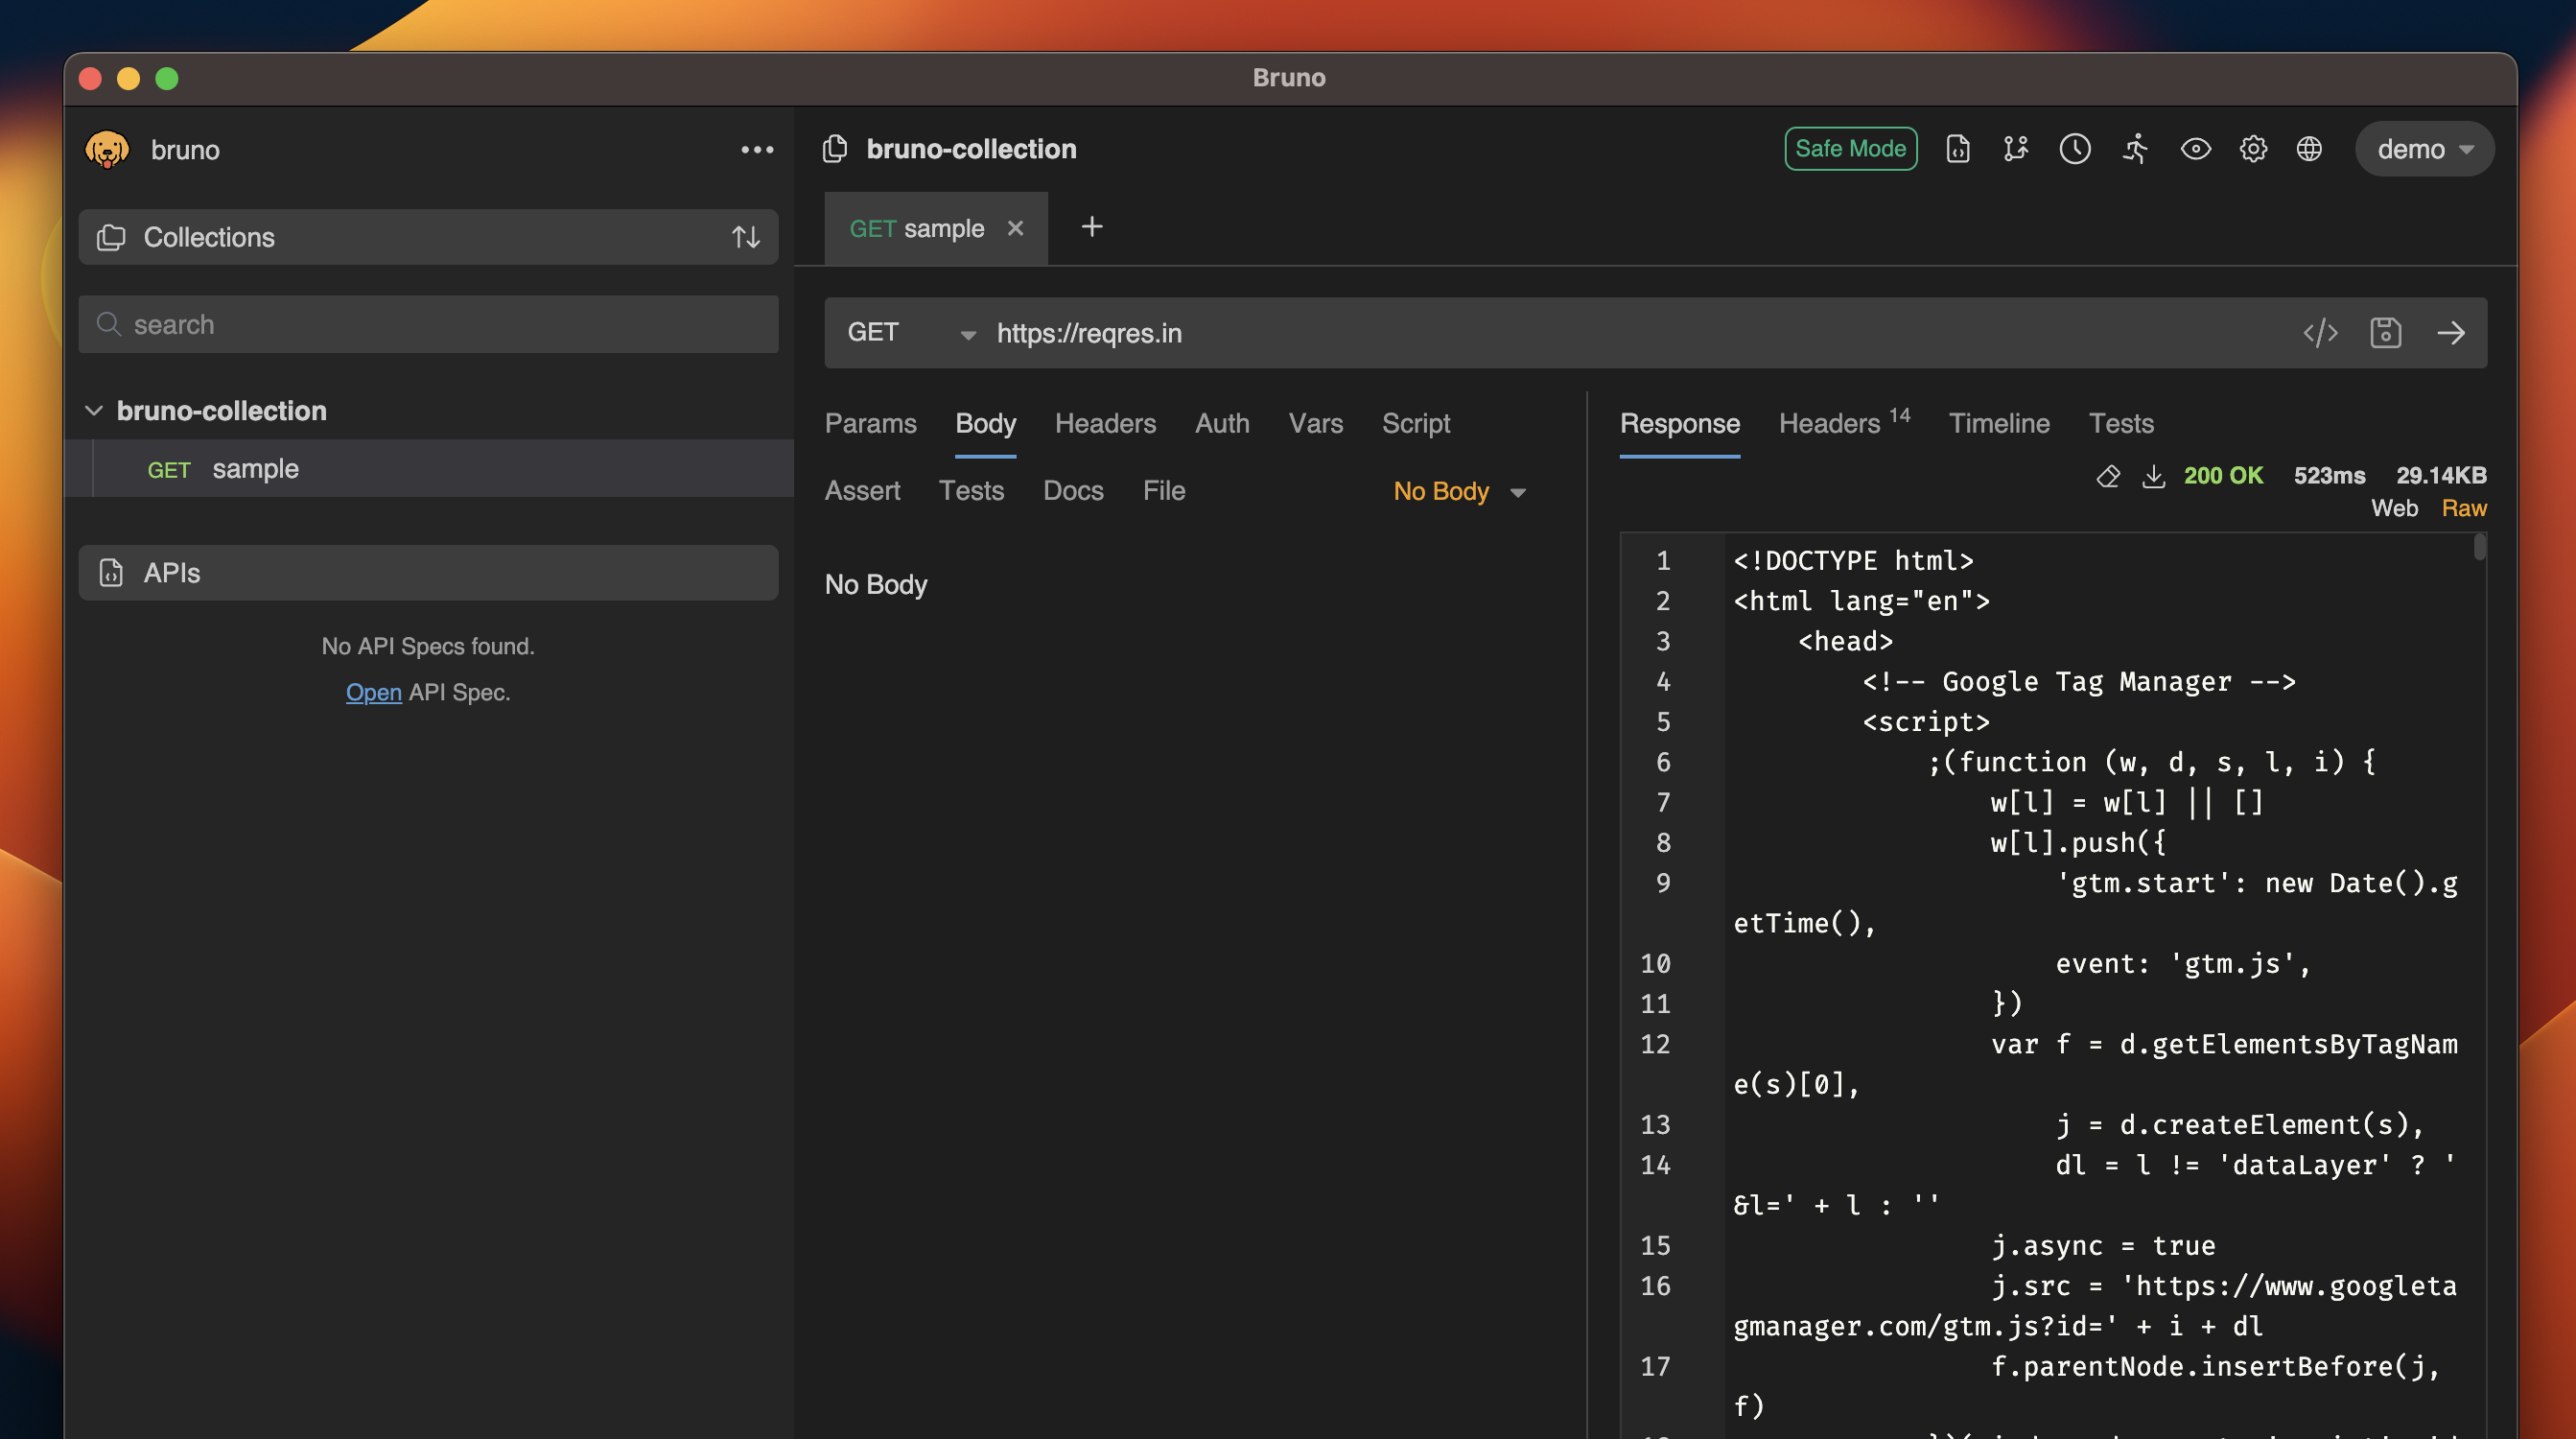 Bruno
bruno
bruno-collection
Safe Mode
demo
Collections
GET sample
search
GET
https://reqres.in
bruno-collection
GET sample
APIs
No API Specs found.
Open API Spec.
Params Body Headers Auth Vars Script
Assert Tests Docs File
No Body
No Body
Response Headers 14 Timeline Tests
200 OK 523ms 29.14KB
Web Raw
1 <!DOCTYPE html>
2 <html lang="en">
3 <head>
4 <!-- Google Tag Manager -->
5 <script>
6 ;(function (w, d, s, l, i) {
7 w[l] = w[l] || []
8 w[l].push({
9 'gtm.start': new Date().g
etTime(),
10 event: 'gtm.js',
11 })
12 var f = d.getElementsByTagNam
e(s)[0],
13 j = d.createElement(s),
14 dl = l != 'dataLayer' ? '
&l=' + l : ''
15 j.async = true
16 j.src = 'https://www.googleta
gmanager.com/gtm.js?id=' + i + dl
17 f.parentNode.insertBefore(j,
f)